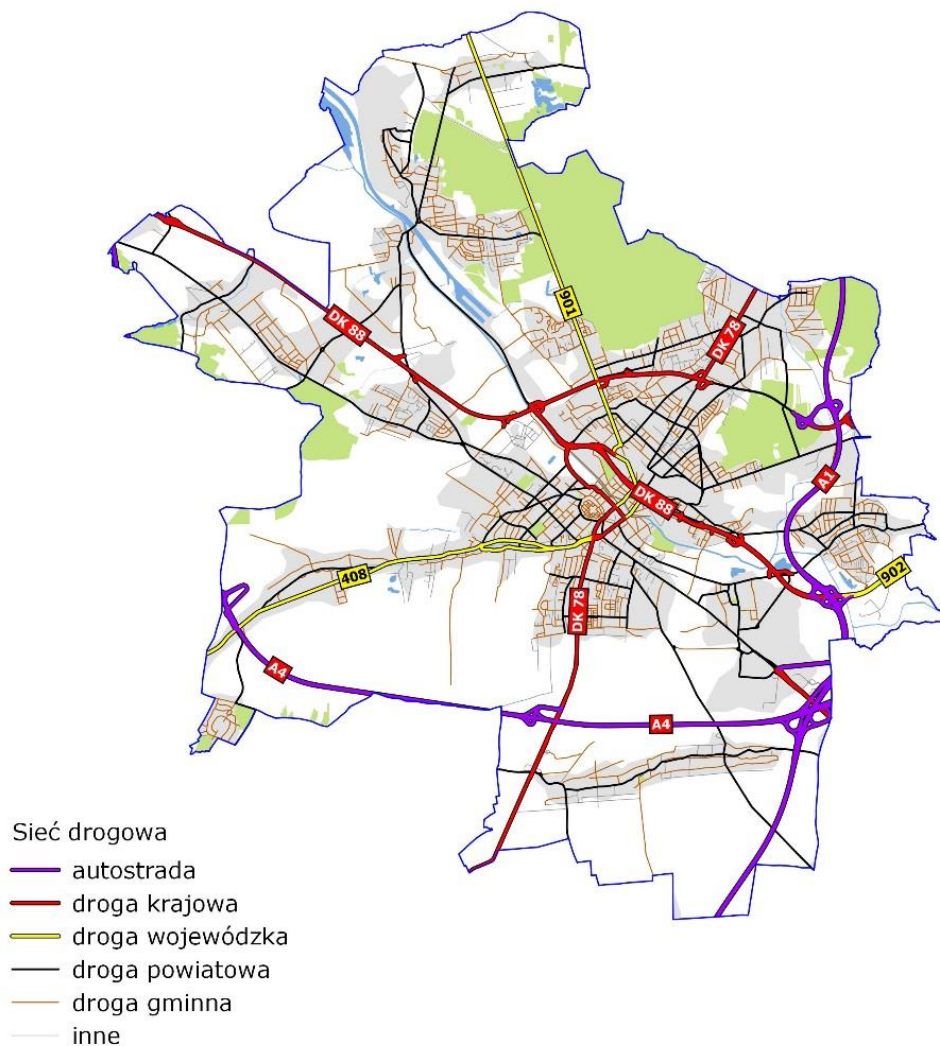 901
DK 88
DK 78
A1
DK 88
902
408
DK 78
A4
A4
Sieć drogowa
autostrada
droga krajowa
droga wojewódzka
droga powiatowa
droga gminna
inne